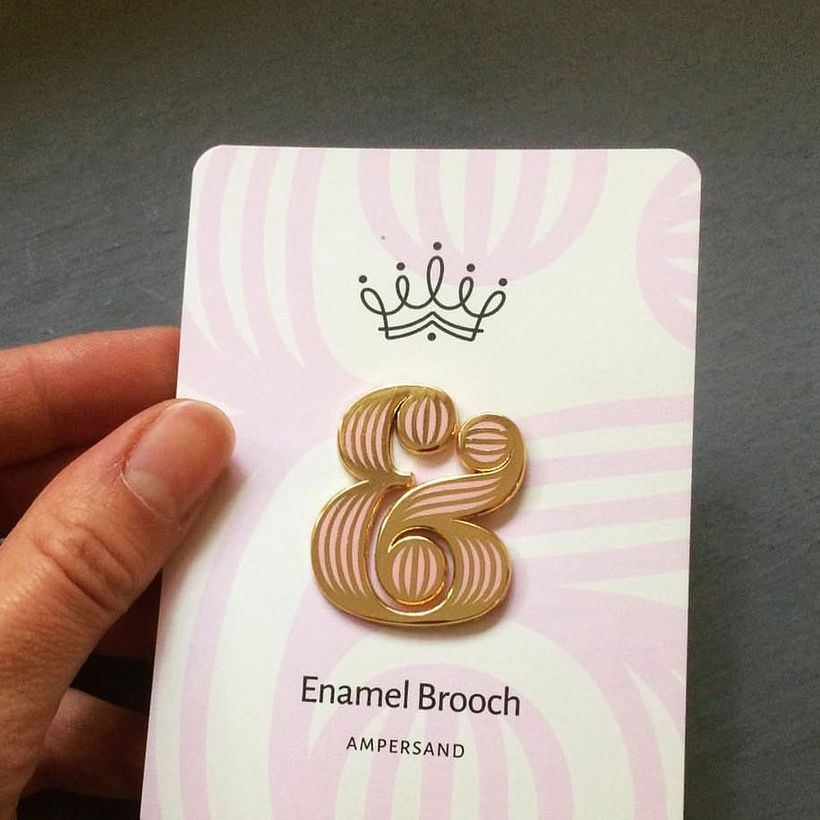 &
Enamel Brooch
AMPERSAND